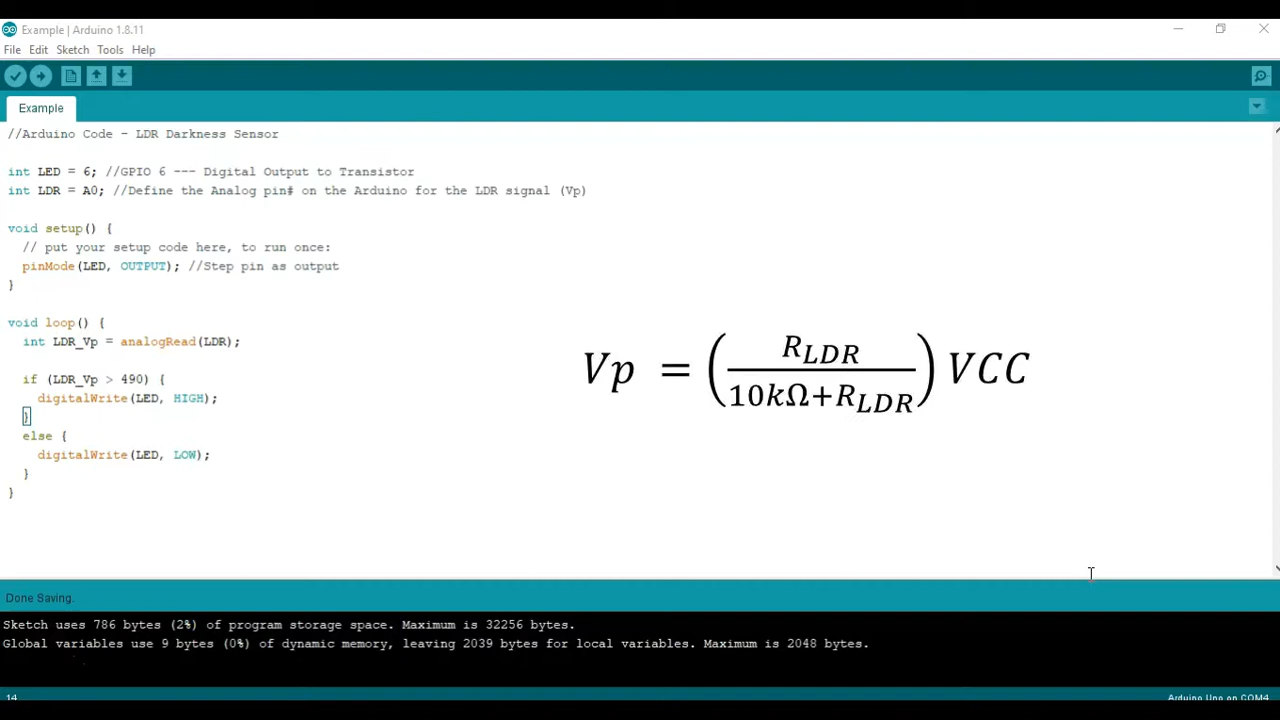 Example | Arduino 1.8.11
File Edit Sketch Tools Help
Example
//Arduino Code - LDR Darkness Sensor
int LED = 6; //GPIO 6 --- Digital Output to Transistor
int LDR = A0; //Define the Analog pin# on the Arduino for the LDR signal (Vp)
void setup() {
// put your setup code here, to run once:
pinMode(LED, OUTPUT); //Step pin as output
}
void loop() {
int LDR_Vp = analogRead(LDR);
if (LDR_Vp > 490) {
digitalWrite(LED, HIGH);
}
else {
digitalWrite(LED, LOW);
}
}
Vp = (R_LDR / 10kΩ+R_LDR) VCC
Done Saving.
Sketch uses 786 bytes (2%) of program storage space. Maximum is 32256 bytes.
Global variables use 9 bytes (0%) of dynamic memory, leaving 2039 bytes for local variables. Maximum is 2048 bytes.
14
Arduino Uno on COM4